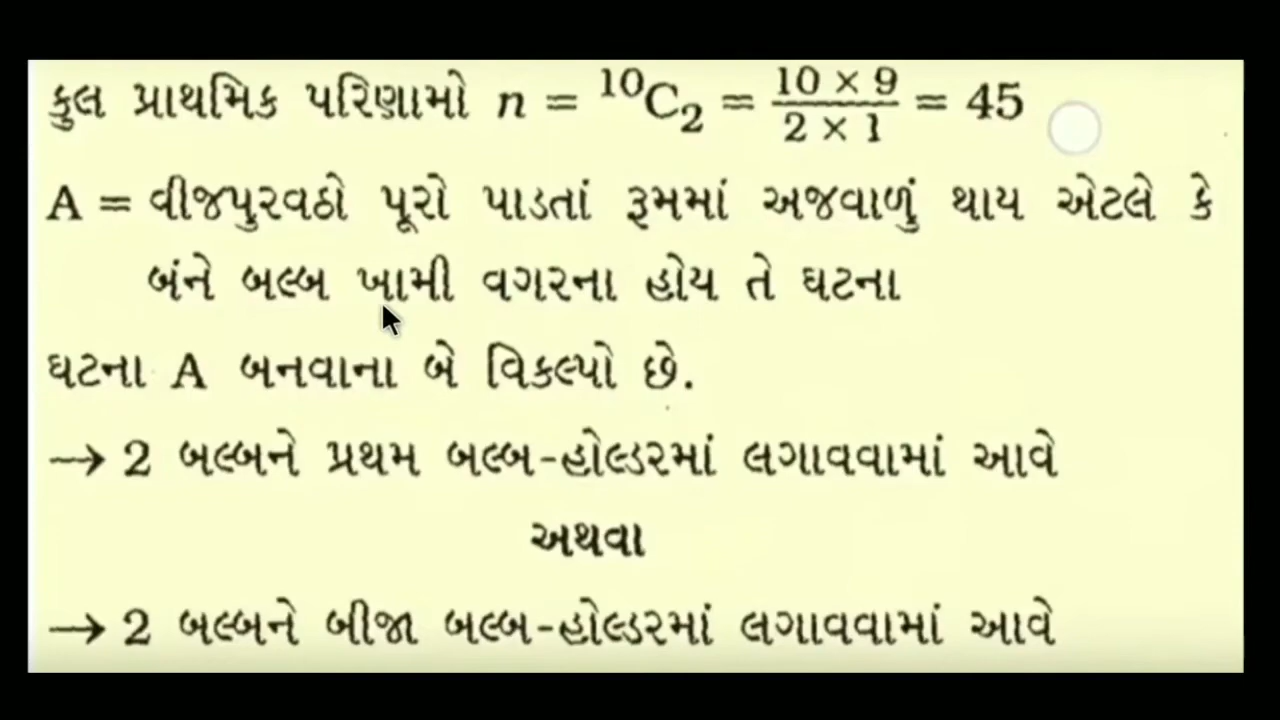 કુલ પ્રાથમિક પરિણામો n = ¹⁰C₂ = (10 × 9)/(2 × 1) = 45
A = વીજપુરવઠો પૂરો પાડતાં રૂમમાં અજવાળું થાય એટલે કે
બંને બલ્બ ખામી વગરના હોય તે ઘટના
ઘટના A બનવાના બે વિકલ્પો છે.
→ 2 બલ્બને પ્રથમ બલ્બ-હોલ્ડરમાં લગાવવામાં આવે
અથવા
→ 2 બલ્બને બીજા બલ્બ-હોલ્ડરમાં લગાવવામાં આવે